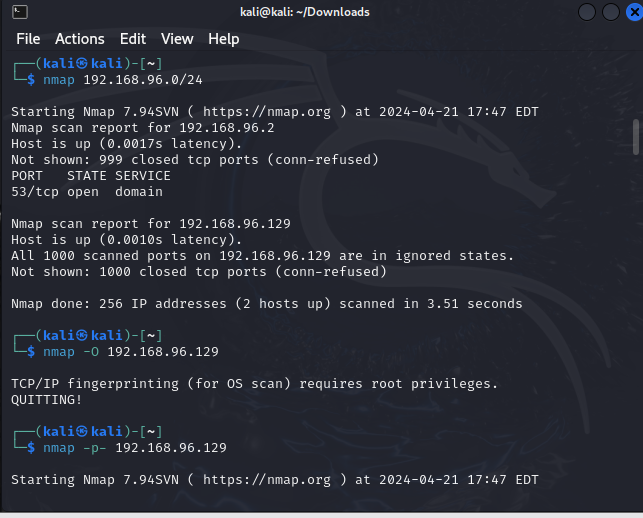 kali@kali: ~/Downloads
File Actions Edit View Help
┌──(kali㉿kali)-[~]
└─$ nmap 192.168.96.0/24
Starting Nmap 7.94SVN ( https://nmap.org ) at 2024-04-21 17:47 EDT
Nmap scan report for 192.168.96.2
Host is up (0.0017s latency).
Not shown: 999 closed tcp ports (conn-refused)
PORT   STATE SERVICE
53/tcp open  domain
Nmap scan report for 192.168.96.129
Host is up (0.0010s latency).
All 1000 scanned ports on 192.168.96.129 are in ignored states.
Not shown: 1000 closed tcp ports (conn-refused)
Nmap done: 256 IP addresses (2 hosts up) scanned in 3.51 seconds
┌──(kali㉿kali)-[~]
└─$ nmap -O 192.168.96.129
TCP/IP fingerprinting (for OS scan) requires root privileges.
QUITTING!
┌──(kali㉿kali)-[~]
└─$ nmap -p- 192.168.96.129
Starting Nmap 7.94SVN ( https://nmap.org ) at 2024-04-21 17:47 EDT